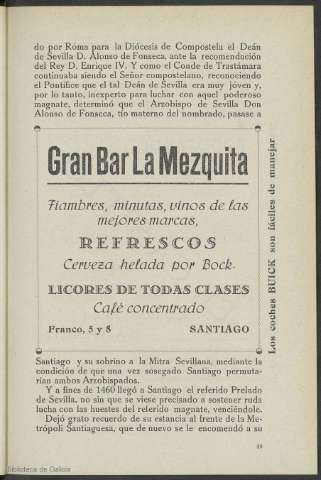 do por Roma para la Diócesis de Compostela el Deán
de Sevilla D. Alonso de Fonseca, ante la recomendación
del Rey D. Enrique IV. Y como el Conde de Trastámara
continuaba siendo el Señor compostelano, reconociendo
el Pontífice que el tal Deán de Sevilla era muy jóven y,
por lo tanto, inexperto para luchar con aquel poderoso
magnate, determinó que el Arzobispo de Sevilla Don
Alonso de Fonseca, tío materno del nombrado, pasase a
Gran Bar La Mezquita
Fiambres, minutas, vinos de las
mejores marcas,
REFRESCOS
Cerveza helada por Bock.
LICORES DE TODAS CLASES
Café concentrado
Franco, 5 y 8 SANTIAGO
Los coches BUICK son fáciles de manejar
Santiago y su sobrino a la Mitra Sevillana, mediante la
condición de que una vez sosegado Santiago permuta-
rían ambos Arzobispados.
Y a fines de 1460 llegó a Santiago el referido Prelado
de Sevilla, no sin que se viese precisado a sostener ruda
lucha con las huestes del referido magnate, venciéndole.
Dejó grato recuerdo de su estancia al frente de la Me-
trópoli Santiaguesa, que de nuevo se le encomendó a su
Biblioteca de Galicia